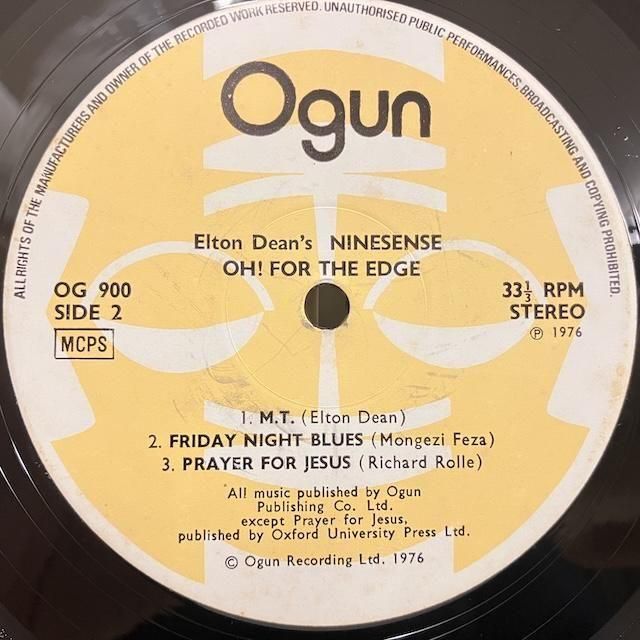 ALL RIGHTS OF THE MANUFACTURERS AND OWNER OF THE RECORDED WORK RESERVED. UNAUTHORISED PUBLIC PERFORMANCES BROADCASTING AND COPYING PROHIBITED.
Ogun
Elton Dean's NINESENSE
OH! FOR THE EDGE
OG 900
SIDE 2
MCPS
33⅓ RPM
STEREO
℗ 1976
1. M.T. (Elton Dean)
2. FRIDAY NIGHT BLUES (Mongezi Feza)
3. PRAYER FOR JESUS (Richard Rolle)
All music published by Ogun
Publishing Co. Ltd.
except Prayer for Jesus,
published by Oxford University Press Ltd.
© Ogun Recording Ltd. 1976